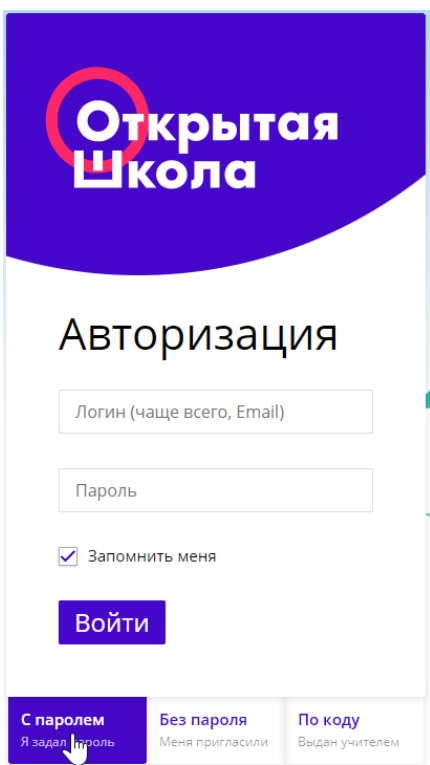 Открытая
Школа
Авторизация
Логин (чаще всего, Email)
Пароль
Запомнить меня
Войти
С паролем
Я задал пароль
Без пароля
Меня пригласили
По коду
Выдан учителем